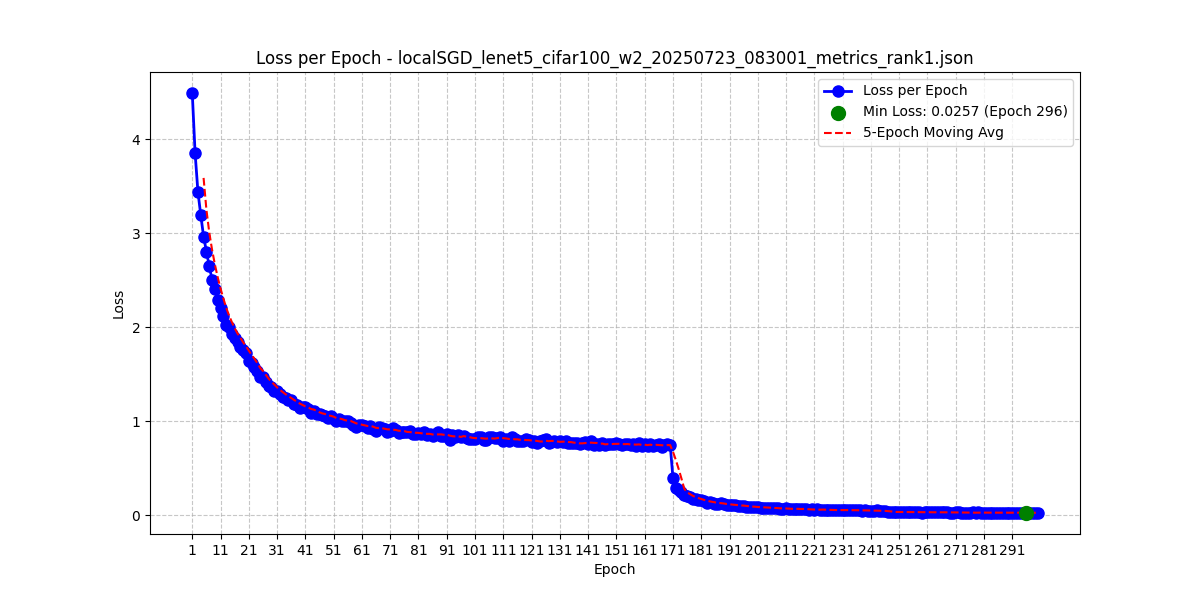 Loss per Epoch - localSGD_lenet5_cifar100_w2_20250723_083001_metrics_rank1.json
Loss per Epoch
Min Loss: 0.0257 (Epoch 296)
5-Epoch Moving Avg
4
3
2
1
0
Loss
1 11 21 31 41 51 61 71 81 91 101 111 121 131 141 151 161 171 181 191 201 211 221 231 241 251 261 271 281 291
Epoch